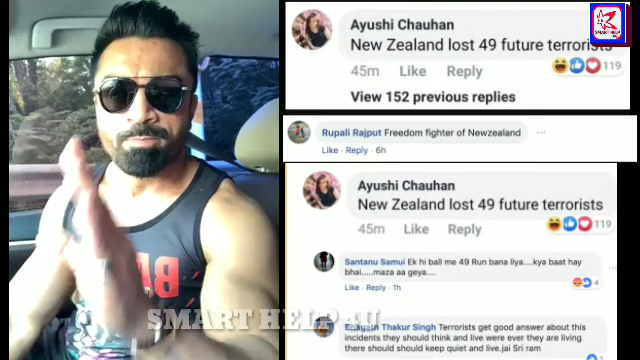 Ayushi Chauhan
New Zealand lost 49 future terrorists
45m Like Reply
119
View 152 previous replies
Rupali Rajput Freedom fighter of Newzealand
Like · Reply · 6h
Ayushi Chauhan
New Zealand lost 49 future terrorists
45m Like Reply
119
Santanu Samui Ek hi ball me 49 Run bana liya....kya baat hay
bhai.....maza aa geya.....
Like · Reply · 1h
4
Bhagath Thakur Singh Terrorists get good answer about this
incidents they should think and live were ever they are living
there should should keep quiet and live.jai Sri ram
SMART HELP 4U
SMART HELP